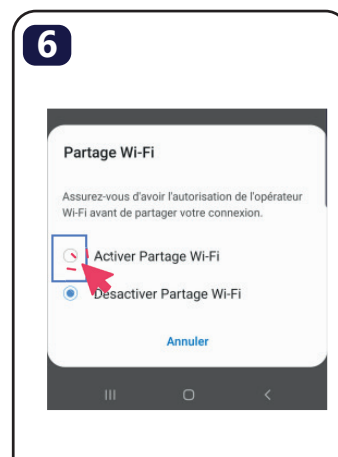 6
Partage Wi-Fi
Assurez-vous d'avoir l'autorisation de l'opérateur
Wi-Fi avant de partager votre connexion.
Activer Partage Wi-Fi
Désactiver Partage Wi-Fi
Annuler